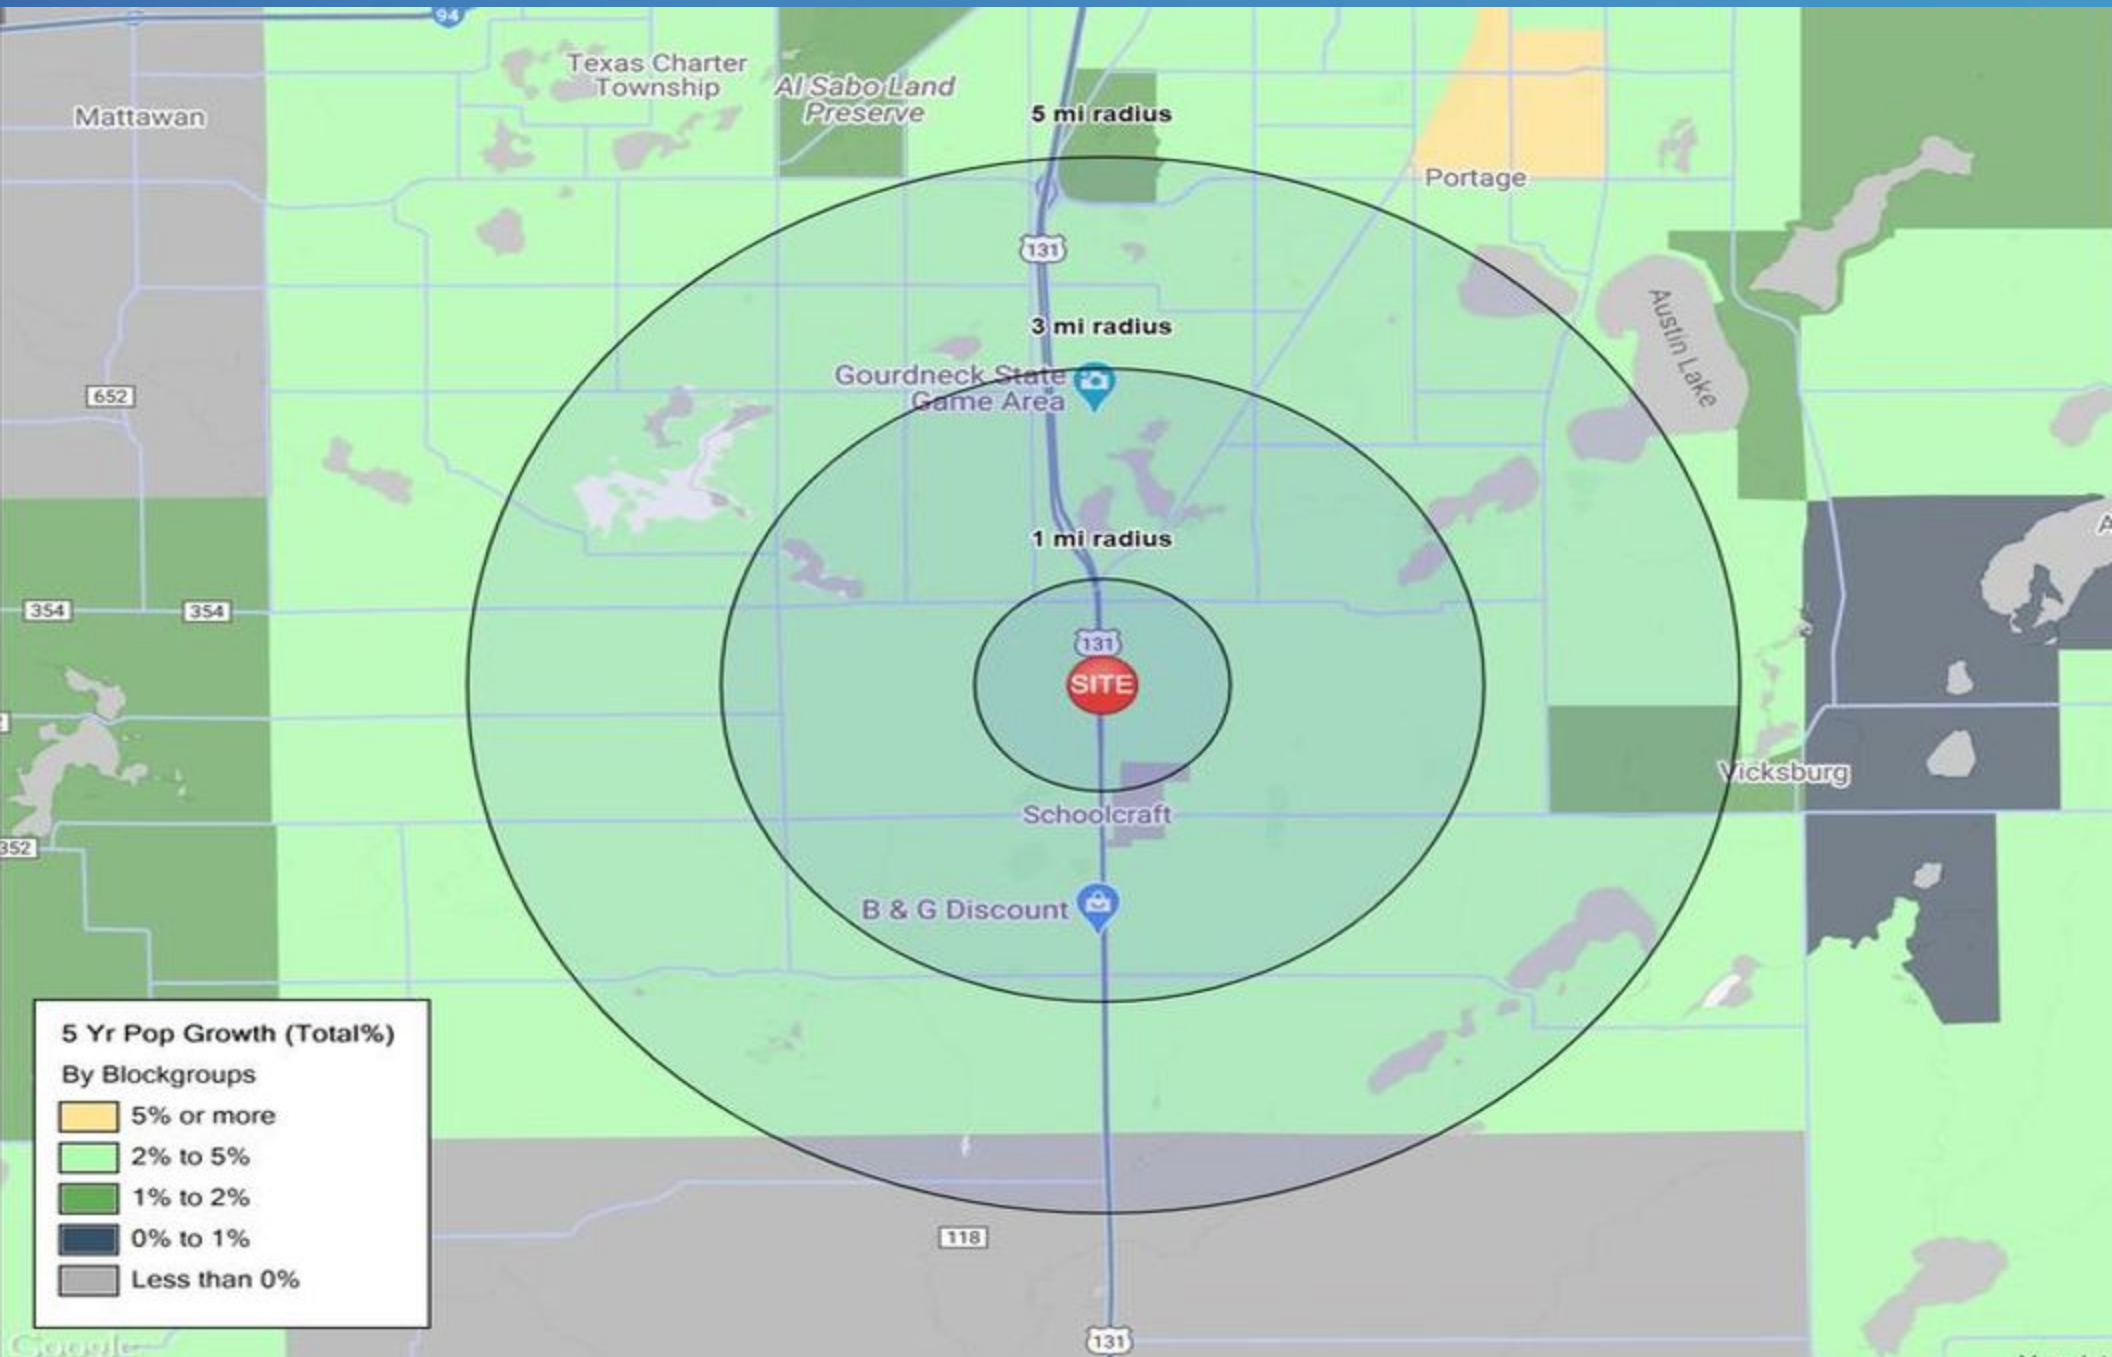 94
Texas Charter
Township
Al Sabo Land
Preserve
Mattawan
5 mi radius
Portage
131
3 mi radius
Austin Lake
Gourdneck State
Game Area
652
1 mi radius
354
354
131
SITE
Vicksburg
Schoolcraft
352
B & G Discount
5 Yr Pop Growth (Total%)
By Blockgroups
5% or more
2% to 5%
1% to 2%
0% to 1%
Less than 0%
118
Google
131